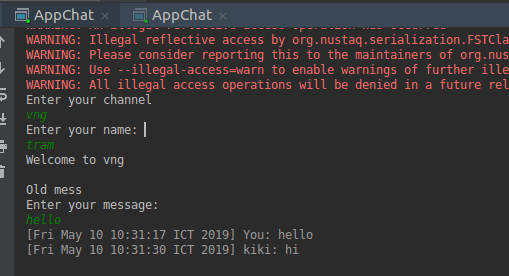 AppChat × AppChat ×
WARNING: Illegal reflective access by org.nustaq.serialization.FSTCla
WARNING: Please consider reporting this to the maintainers of org.nus
WARNING: Use --illegal-access=warn to enable warnings of further ille
WARNING: All illegal access operations will be denied in a future rel
Enter your channel
vng
Enter your name:
tram
Welcome to vng
Old mess
Enter your message:
hello
[Fri May 10 10:31:17 ICT 2019] You: hello
[Fri May 10 10:31:30 ICT 2019] kiki: hi